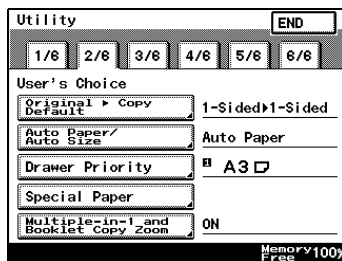 Utility END
1/6 2/6 3/6 4/6 5/6 6/6
User's Choice
Original ▶ Copy
Default
1-Sided▶1-Sided
Auto Paper/
Auto Size
Auto Paper
Drawer Priority
1 A3
Special Paper
Multiple-in-1 and
Booklet Copy Zoom
ON
Memory 100%
Free